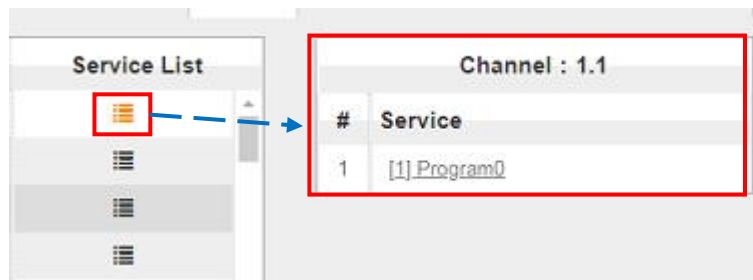 Service List
Channel : 1.1
# Service
1 [1] Program0